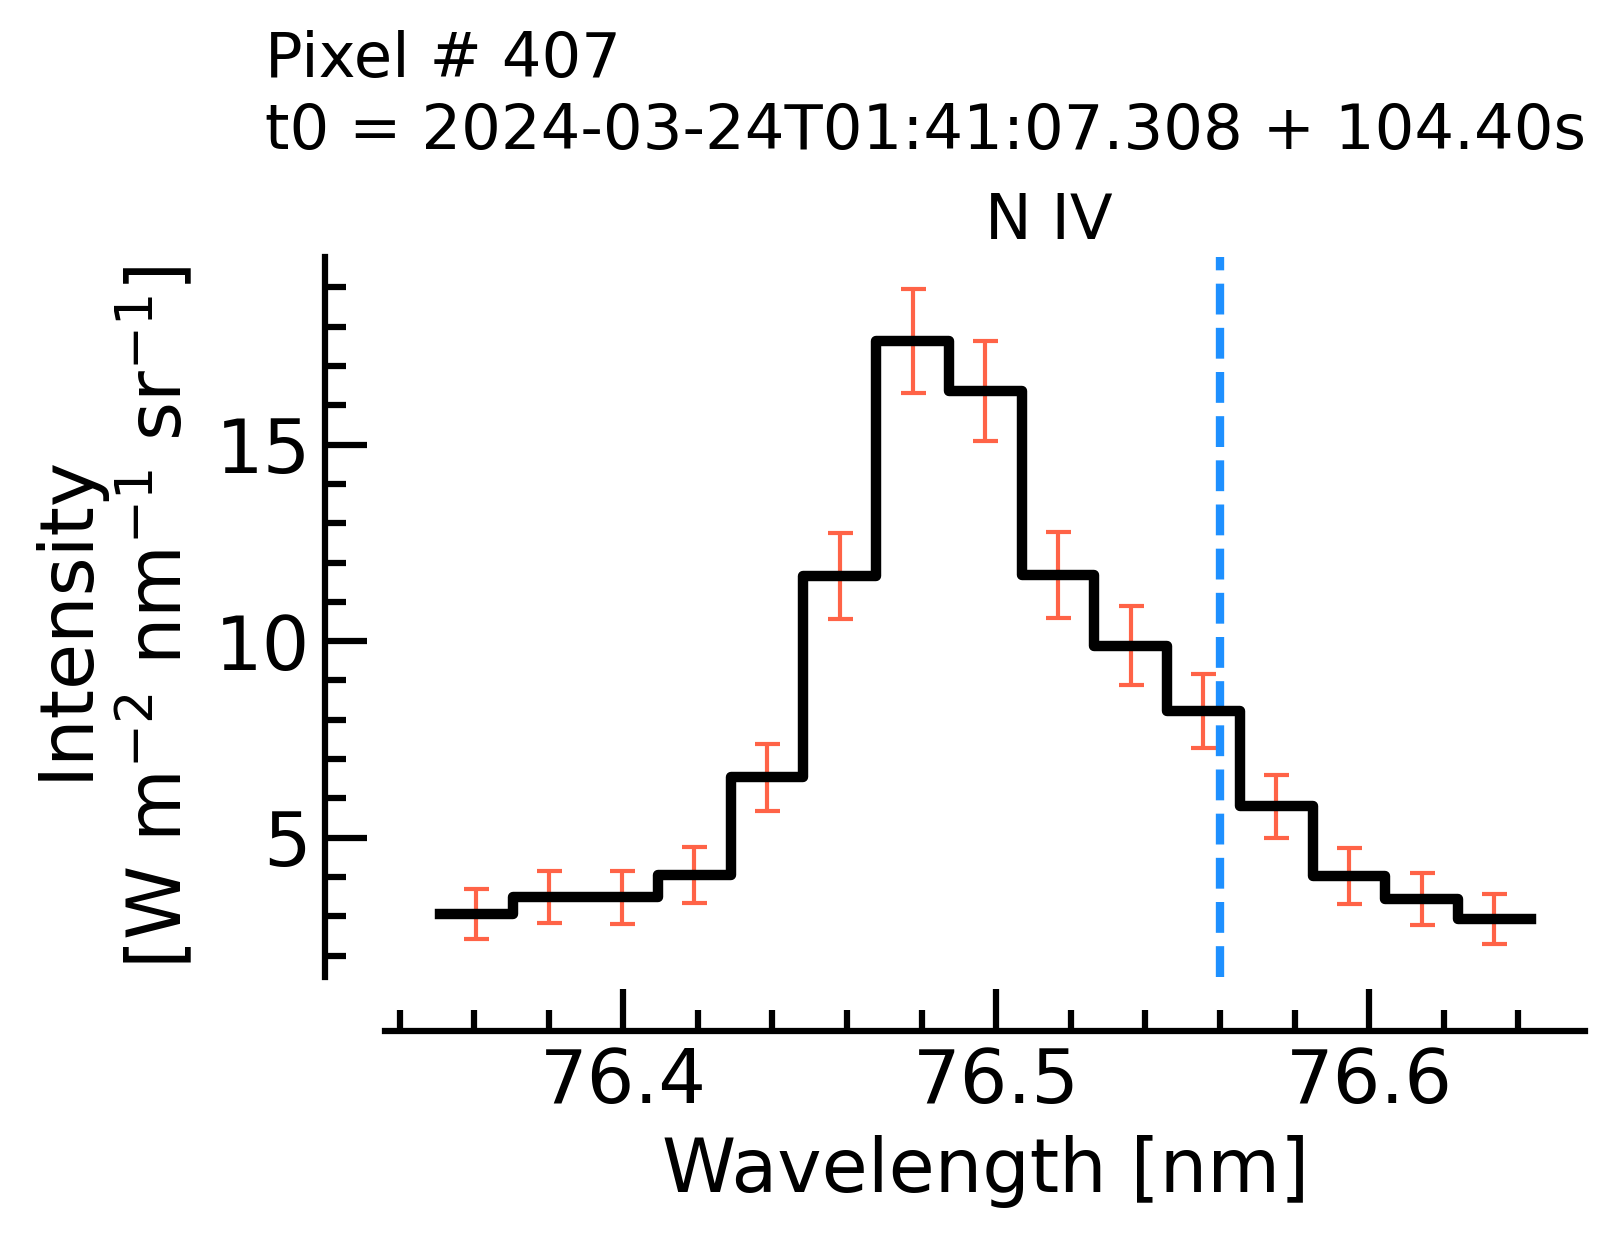 Pixel # 407
t0 = 2024-03-24T01:41:07.308 + 104.40s
N IV
Intensity
[W m⁻² nm⁻¹ sr⁻¹]
15
10
5
76.4 76.5 76.6
Wavelength [nm]